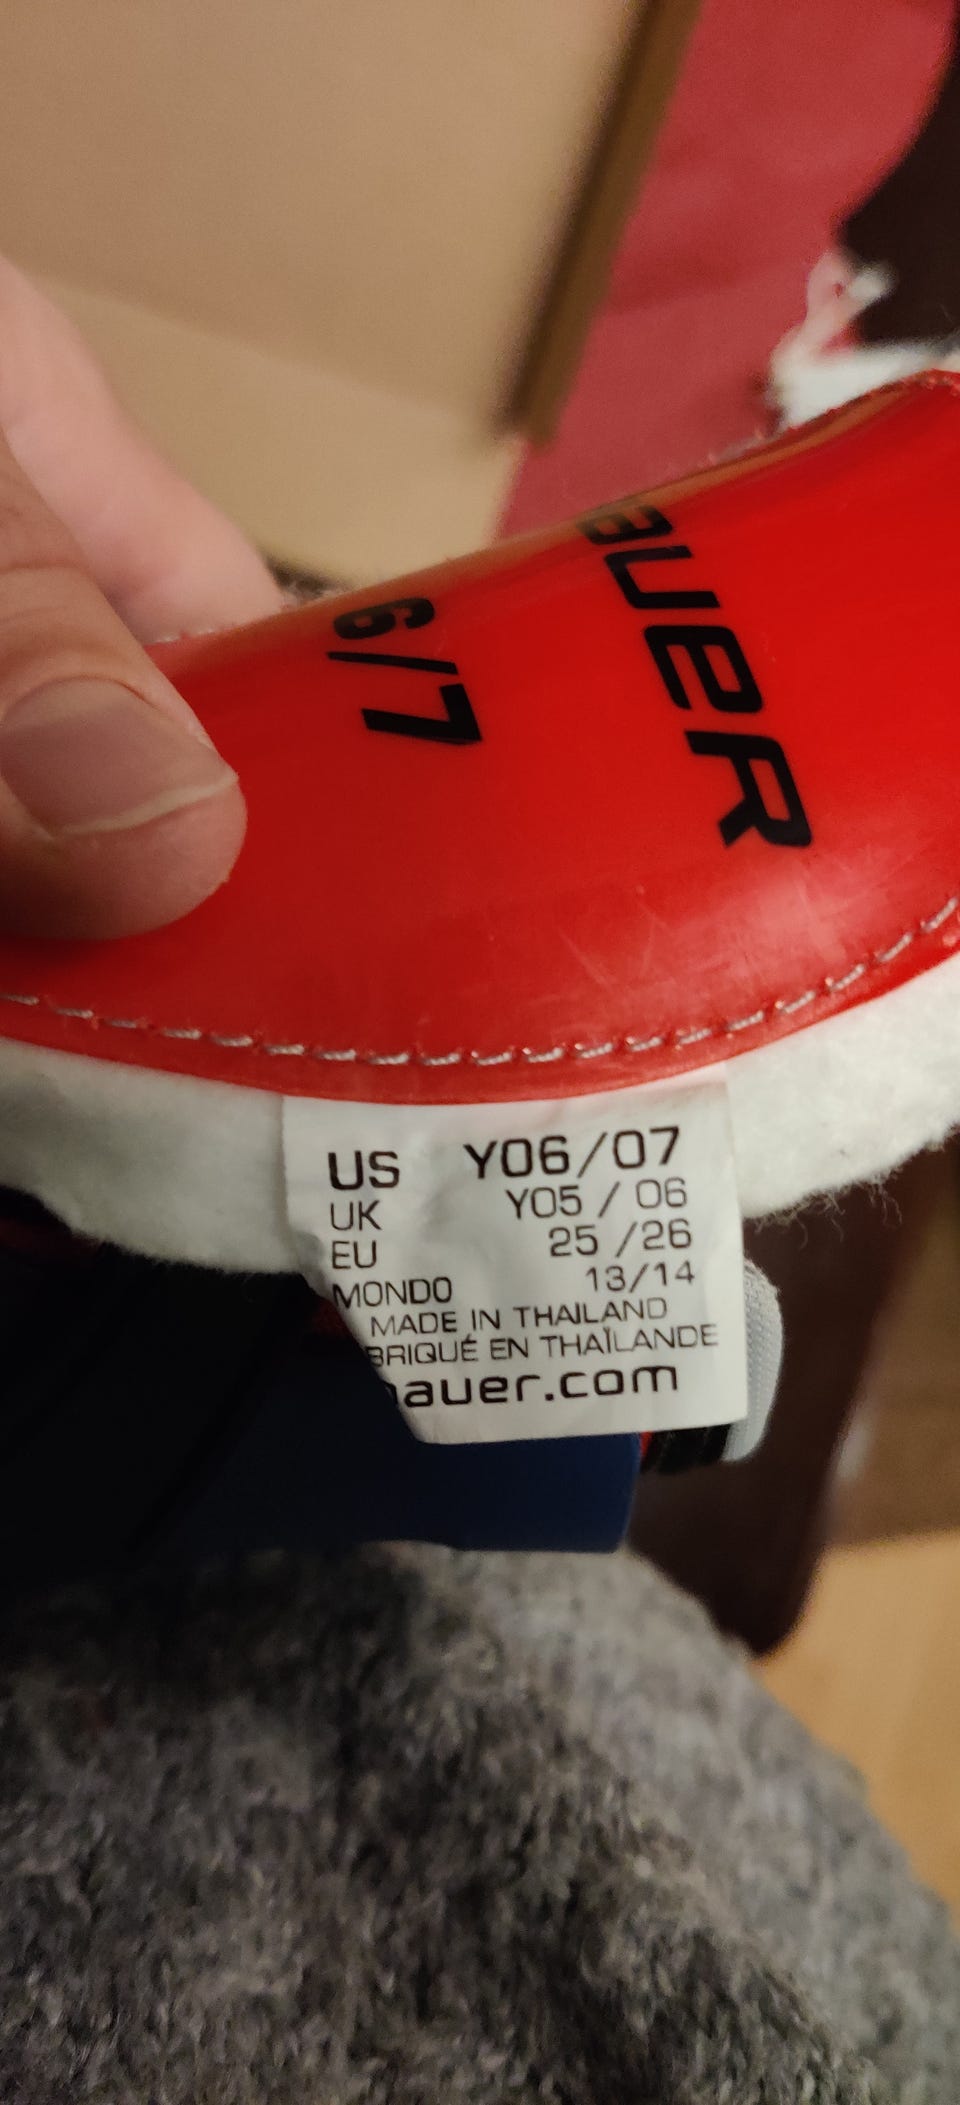 BAUER
6/7
US Y06/07
UK Y05 / 06
EU 25 /26
MONDO 13/14
MADE IN THAILAND
BRIQUÉ EN THAÏLANDE
bauer.com